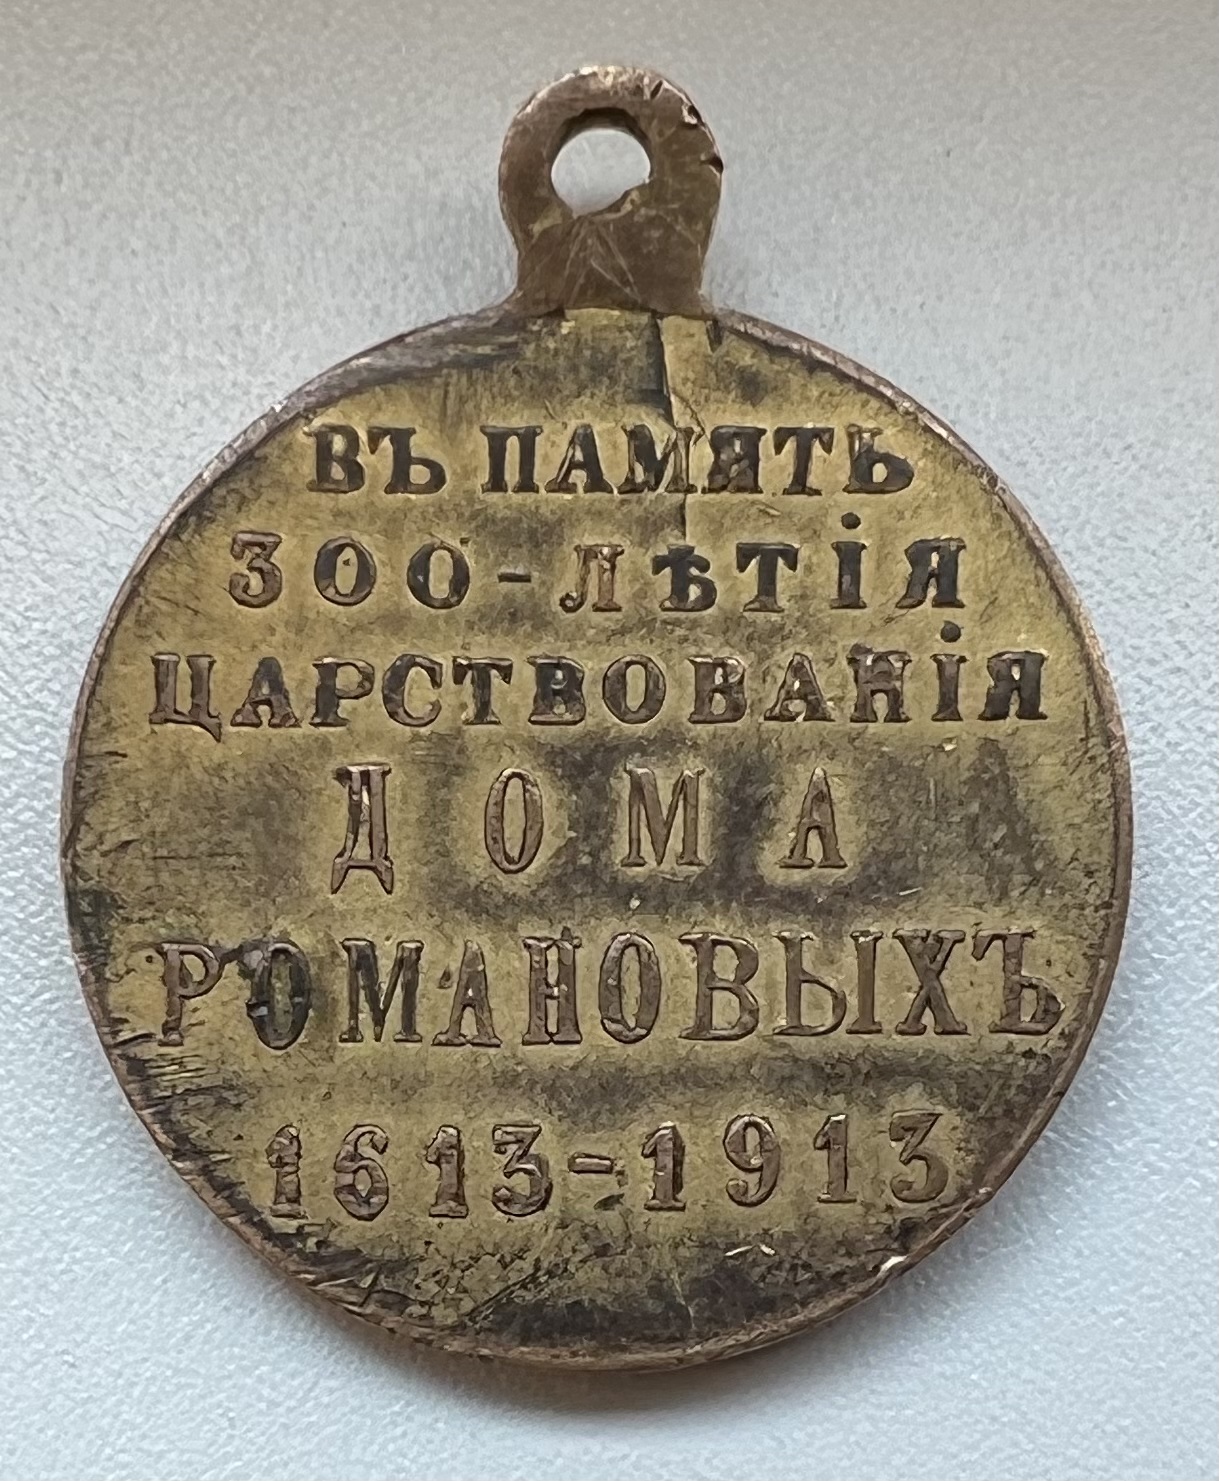 ВЪ ПАМЯТЬ
300-ЛѢТІЯ
ЦАРСТВОВАНІЯ
ДОМА
РОМАНОВЫХЪ
1613-1913